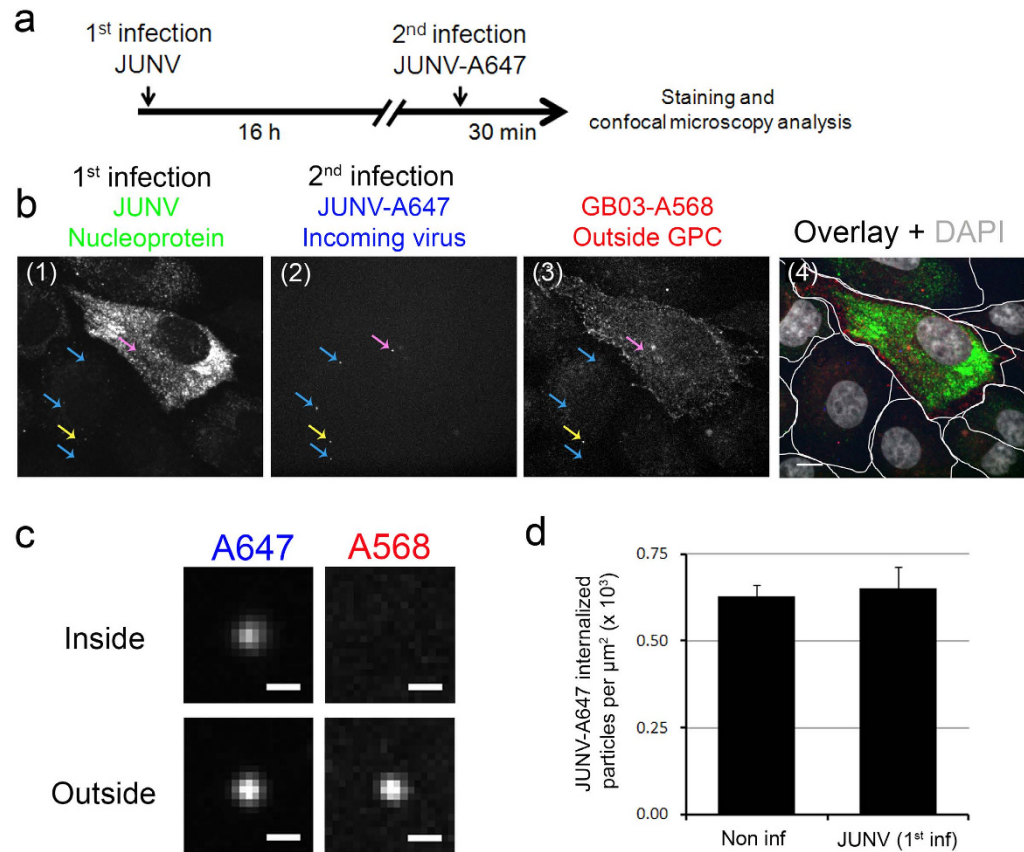 a
1st infection
JUNV
2nd infection
JUNV-A647
16 h
30 min
Staining and
confocal microscopy analysis
b
1st infection
JUNV
Nucleoprotein
2nd infection
JUNV-A647
Incoming virus
GB03-A568
Outside GPC
Overlay + DAPI
(1)
(2)
(3)
(4)
c
A647
A568
Inside
Outside
d
JUNV-A647 internalized
particles per µm² (x 10³)
0.75
0.50
0.25
0.00
Non inf
JUNV (1st inf)